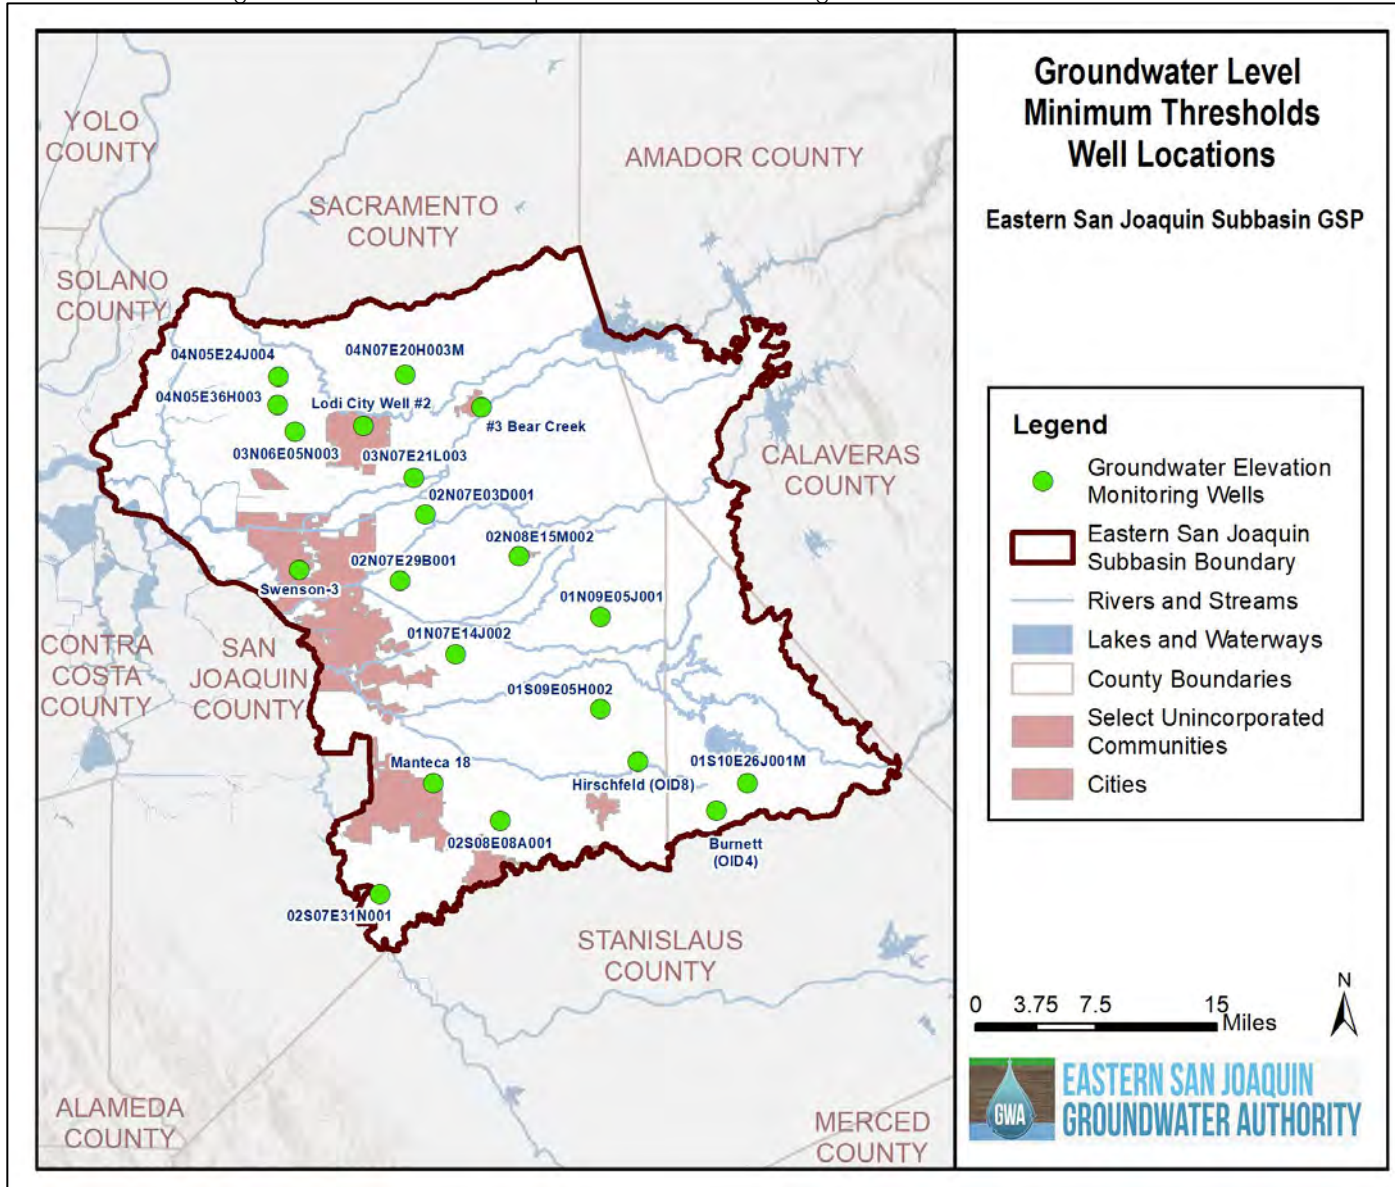 Groundwater Level
Minimum Thresholds
Well Locations
Eastern San Joaquin Subbasin GSP
YOLO
COUNTY
AMADOR COUNTY
SACRAMENTO
COUNTY
SOLANO
COUNTY
04N05E24J004
04N07E20H003M
04N05E36H003
Lodi City Well #2
#3 Bear Creek
03N06E05N003
03N07E21L003
CALAVERAS
COUNTY
02N07E03D001
02N08E15M002
02N07E29B001
Swenson-3
01N09E05J001
01N07E14J002
CONTRA
COSTA
COUNTY
SAN
JOAQUIN
COUNTY
01S09E05H002
Manteca 18
01S10E26J001M
Hirschfeld (OID8)
02S08E08A001
Burnett
(OID4)
02S07E31N001
STANISLAUS
COUNTY
ALAMEDA
COUNTY
MERCED
COUNTY
Legend
Groundwater Elevation
Monitoring Wells
Eastern San Joaquin
Subbasin Boundary
Rivers and Streams
Lakes and Waterways
County Boundaries
Select Unincorporated
Communities
Cities
N
0 3.75 7.5 15
Miles
GWA
EASTERN SAN JOAQUIN
GROUNDWATER AUTHORITY